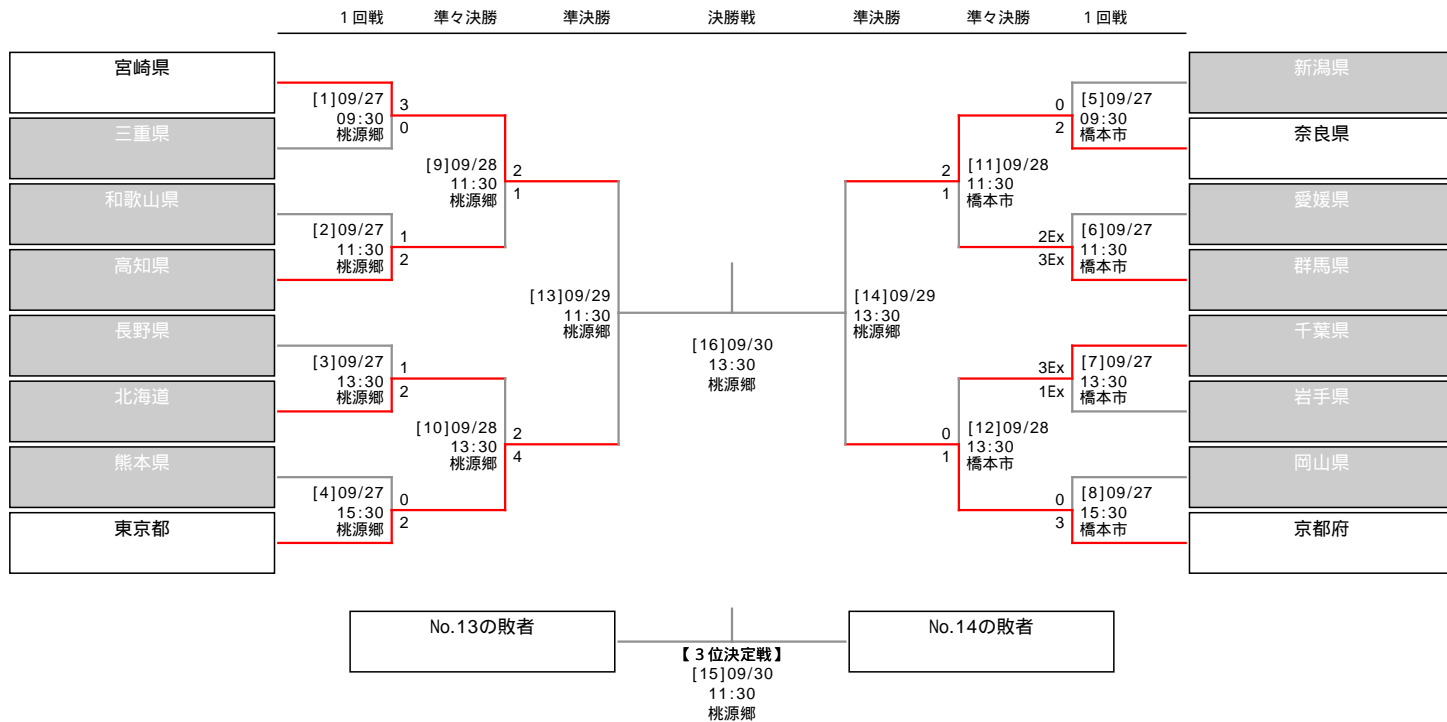 1回戦 準々決勝 準決勝 決勝戦 準決勝 準々決勝 1回戦
宮崎県
三重県
和歌山県
高知県
長野県
北海道
熊本県
東京都
[1]09/27
09:30
桃源郷
3
0
[2]09/27
11:30
桃源郷
1
2
[3]09/27
13:30
桃源郷
1
2
[4]09/27
15:30
桃源郷
0
2
[9]09/28
11:30
桃源郷
2
1
[10]09/28
13:30
桃源郷
2
4
[13]09/29
11:30
桃源郷
[16]09/30
13:30
桃源郷
[14]09/29
13:30
桃源郷
2
1
[11]09/28
11:30
橋本市
0
1
[12]09/28
13:30
橋本市
0
2
[5]09/27
09:30
橋本市
2Ex
3Ex
[6]09/27
11:30
橋本市
3Ex
1Ex
[7]09/27
13:30
橋本市
0
3
[8]09/27
15:30
橋本市
新潟県
奈良県
愛媛県
群馬県
千葉県
岩手県
岡山県
京都府
No.13の敗者
No.14の敗者
【3位決定戦】
[15]09/30
11:30
桃源郷